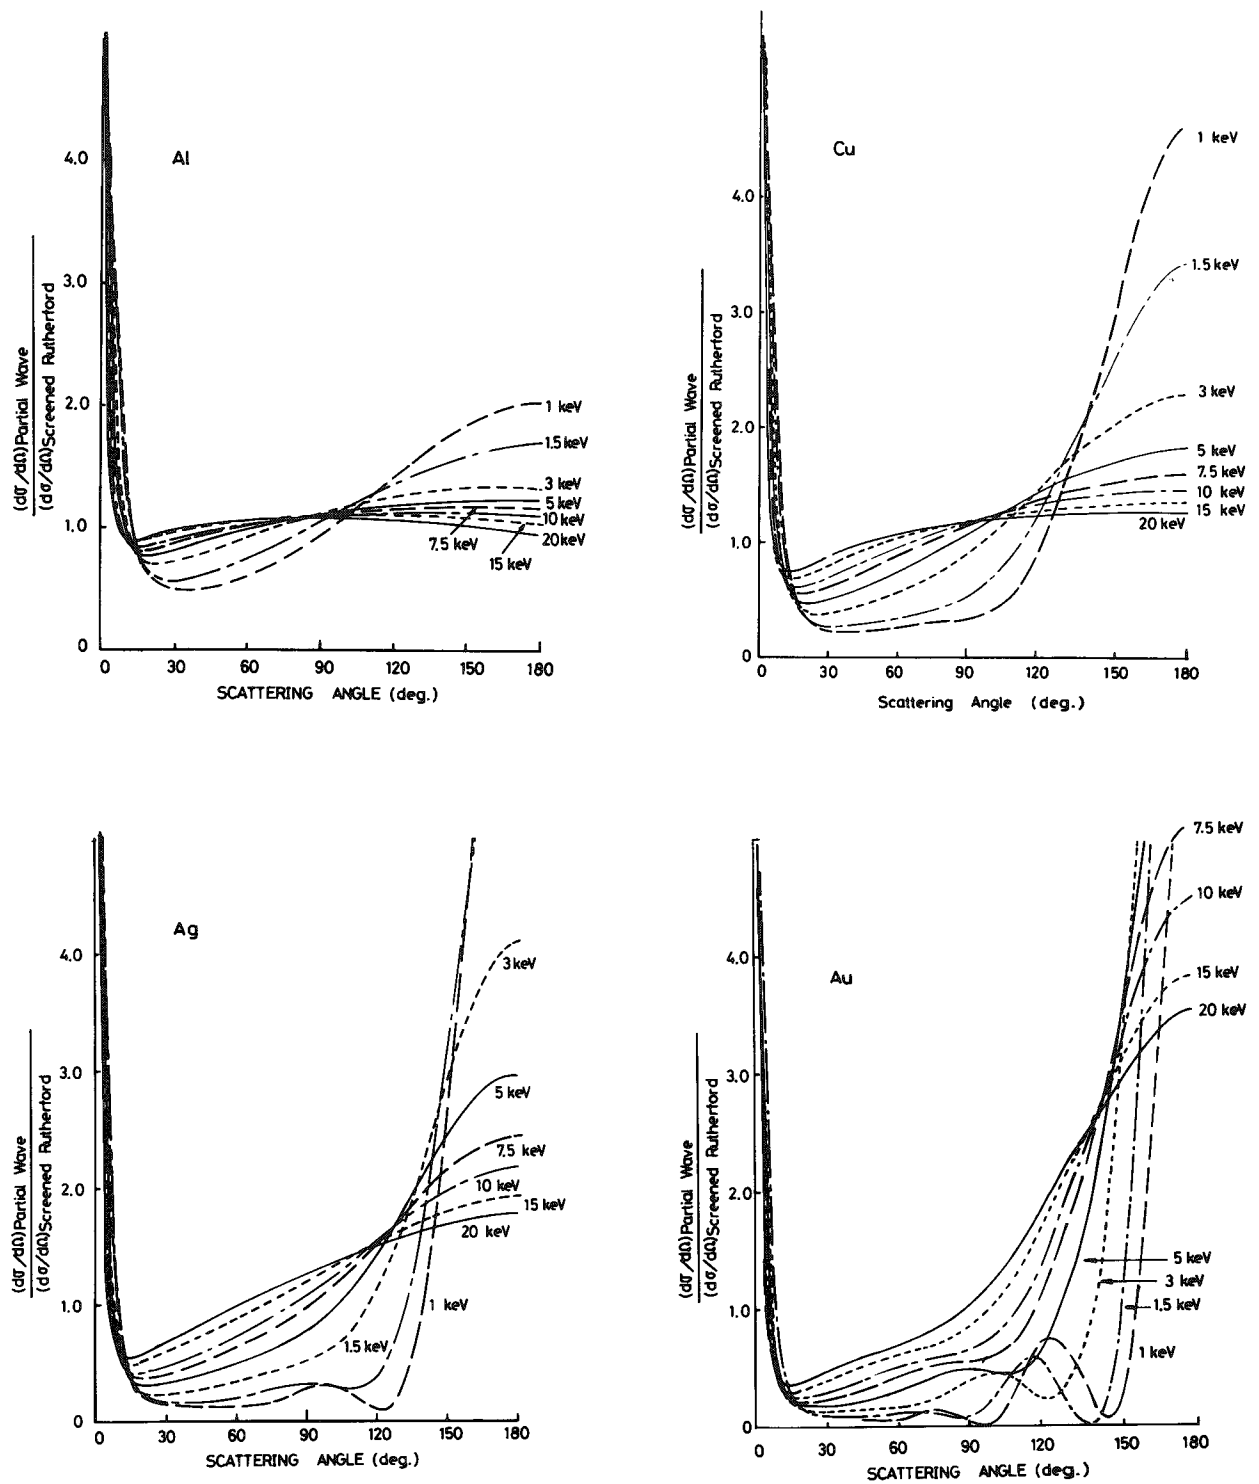 Al
4.0
3.0
2.0
1.0
0
(dσ/dΩ)Partial Wave
(dσ/dΩ)Screened Rutherford
1 keV
1.5 keV
3 keV
5 keV
10 keV
20 keV
7.5 keV
15 keV
0 30 60 90 120 150 180
SCATTERING ANGLE (deg.)
Cu
4.0
3.0
2.0
1.0
0
(dσ/dΩ)Partial Wave
(dσ/dΩ)Screened Rutherford
1 keV
1.5 keV
3 keV
5 keV
7.5 keV
10 keV
15 keV
20 keV
0 30 60 90 120 150 180
Scattering Angle (deg.)
Ag
4.0
3.0
2.0
1.0
0
(dσ/dΩ)Partial Wave
(dσ/dΩ)Screened Rutherford
3 keV
5 keV
7.5 keV
10 keV
15 keV
20 keV
1 keV
1.5 keV
0 30 60 90 120 150 180
SCATTERING ANGLE (deg.)
Au
4.0
3.0
2.0
1.0
0
(dσ/dΩ)Partial Wave
(dσ/dΩ)Screened Rutherford
7.5 keV
10 keV
15 keV
20 keV
5 keV
3 keV
1.5 keV
1 keV
0 30 60 90 120 150 180
SCATTERING ANGLE (deg.)